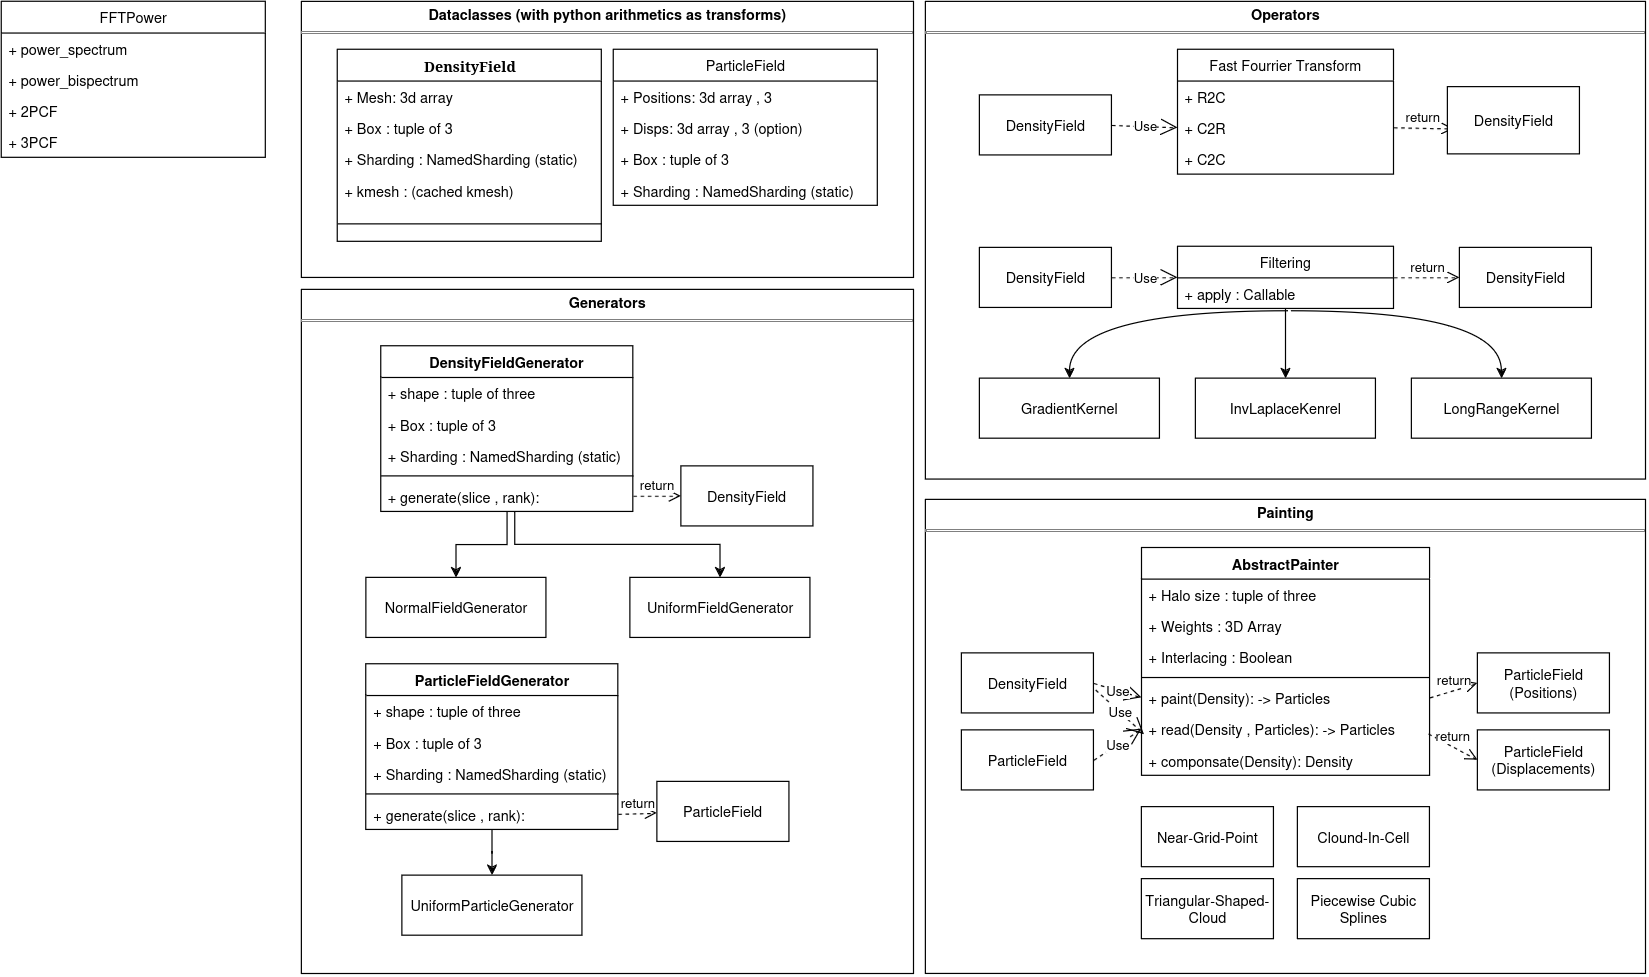 FFTPower
+ power_spectrum
+ power_bispectrum
+ 2PCF
+ 3PCF
Dataclasses (with python arithmetics as transforms)
DensityField
+ Mesh: 3d array
+ Box : tuple of 3
+ Sharding : NamedSharding (static)
+ kmesh : (cached kmesh)
ParticleField
+ Positions: 3d array , 3
+ Disps: 3d array , 3 (option)
+ Box : tuple of 3
+ Sharding : NamedSharding (static)
Generators
DensityFieldGenerator
+ shape : tuple of three
+ Box : tuple of 3
+ Sharding : NamedSharding (static)
+ generate(slice , rank):
return
DensityField
NormalFieldGenerator
UniformFieldGenerator
ParticleFieldGenerator
+ shape : tuple of three
+ Box : tuple of 3
+ Sharding : NamedSharding (static)
+ generate(slice , rank):
return
ParticleField
UniformParticleGenerator
Operators
DensityField
Use
Fast Fourrier Transform
+ R2C
+ C2R
+ C2C
return
DensityField
DensityField
Use
Filtering
+ apply : Callable
return
DensityField
GradientKernel
InvLaplaceKenrel
LongRangeKernel
Painting
AbstractPainter
+ Halo size : tuple of three
+ Weights : 3D Array
+ Interlacing : Boolean
+ paint(Density): -> Particles
+ read(Density , Particles): -> Particles
+ componsate(Density): Density
DensityField
ParticleField
Use
Use
Use
return
ParticleField
(Positions)
return
ParticleField
(Displacements)
Near-Grid-Point
Clound-In-Cell
Triangular-Shaped-
Cloud
Piecewise Cubic
Splines